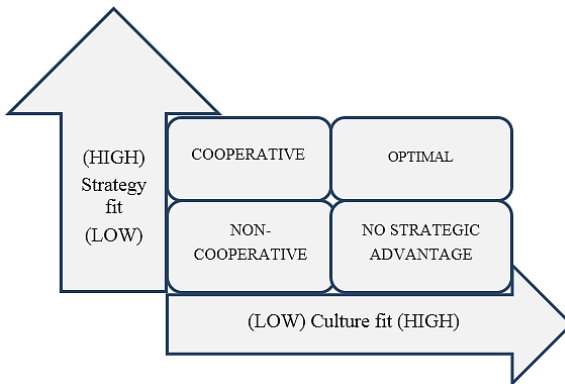 (HIGH)
Strategy
fit
(LOW)
COOPERATIVE
OPTIMAL
NON-
COOPERATIVE
NO STRATEGIC
ADVANTAGE
(LOW) Culture fit (HIGH)